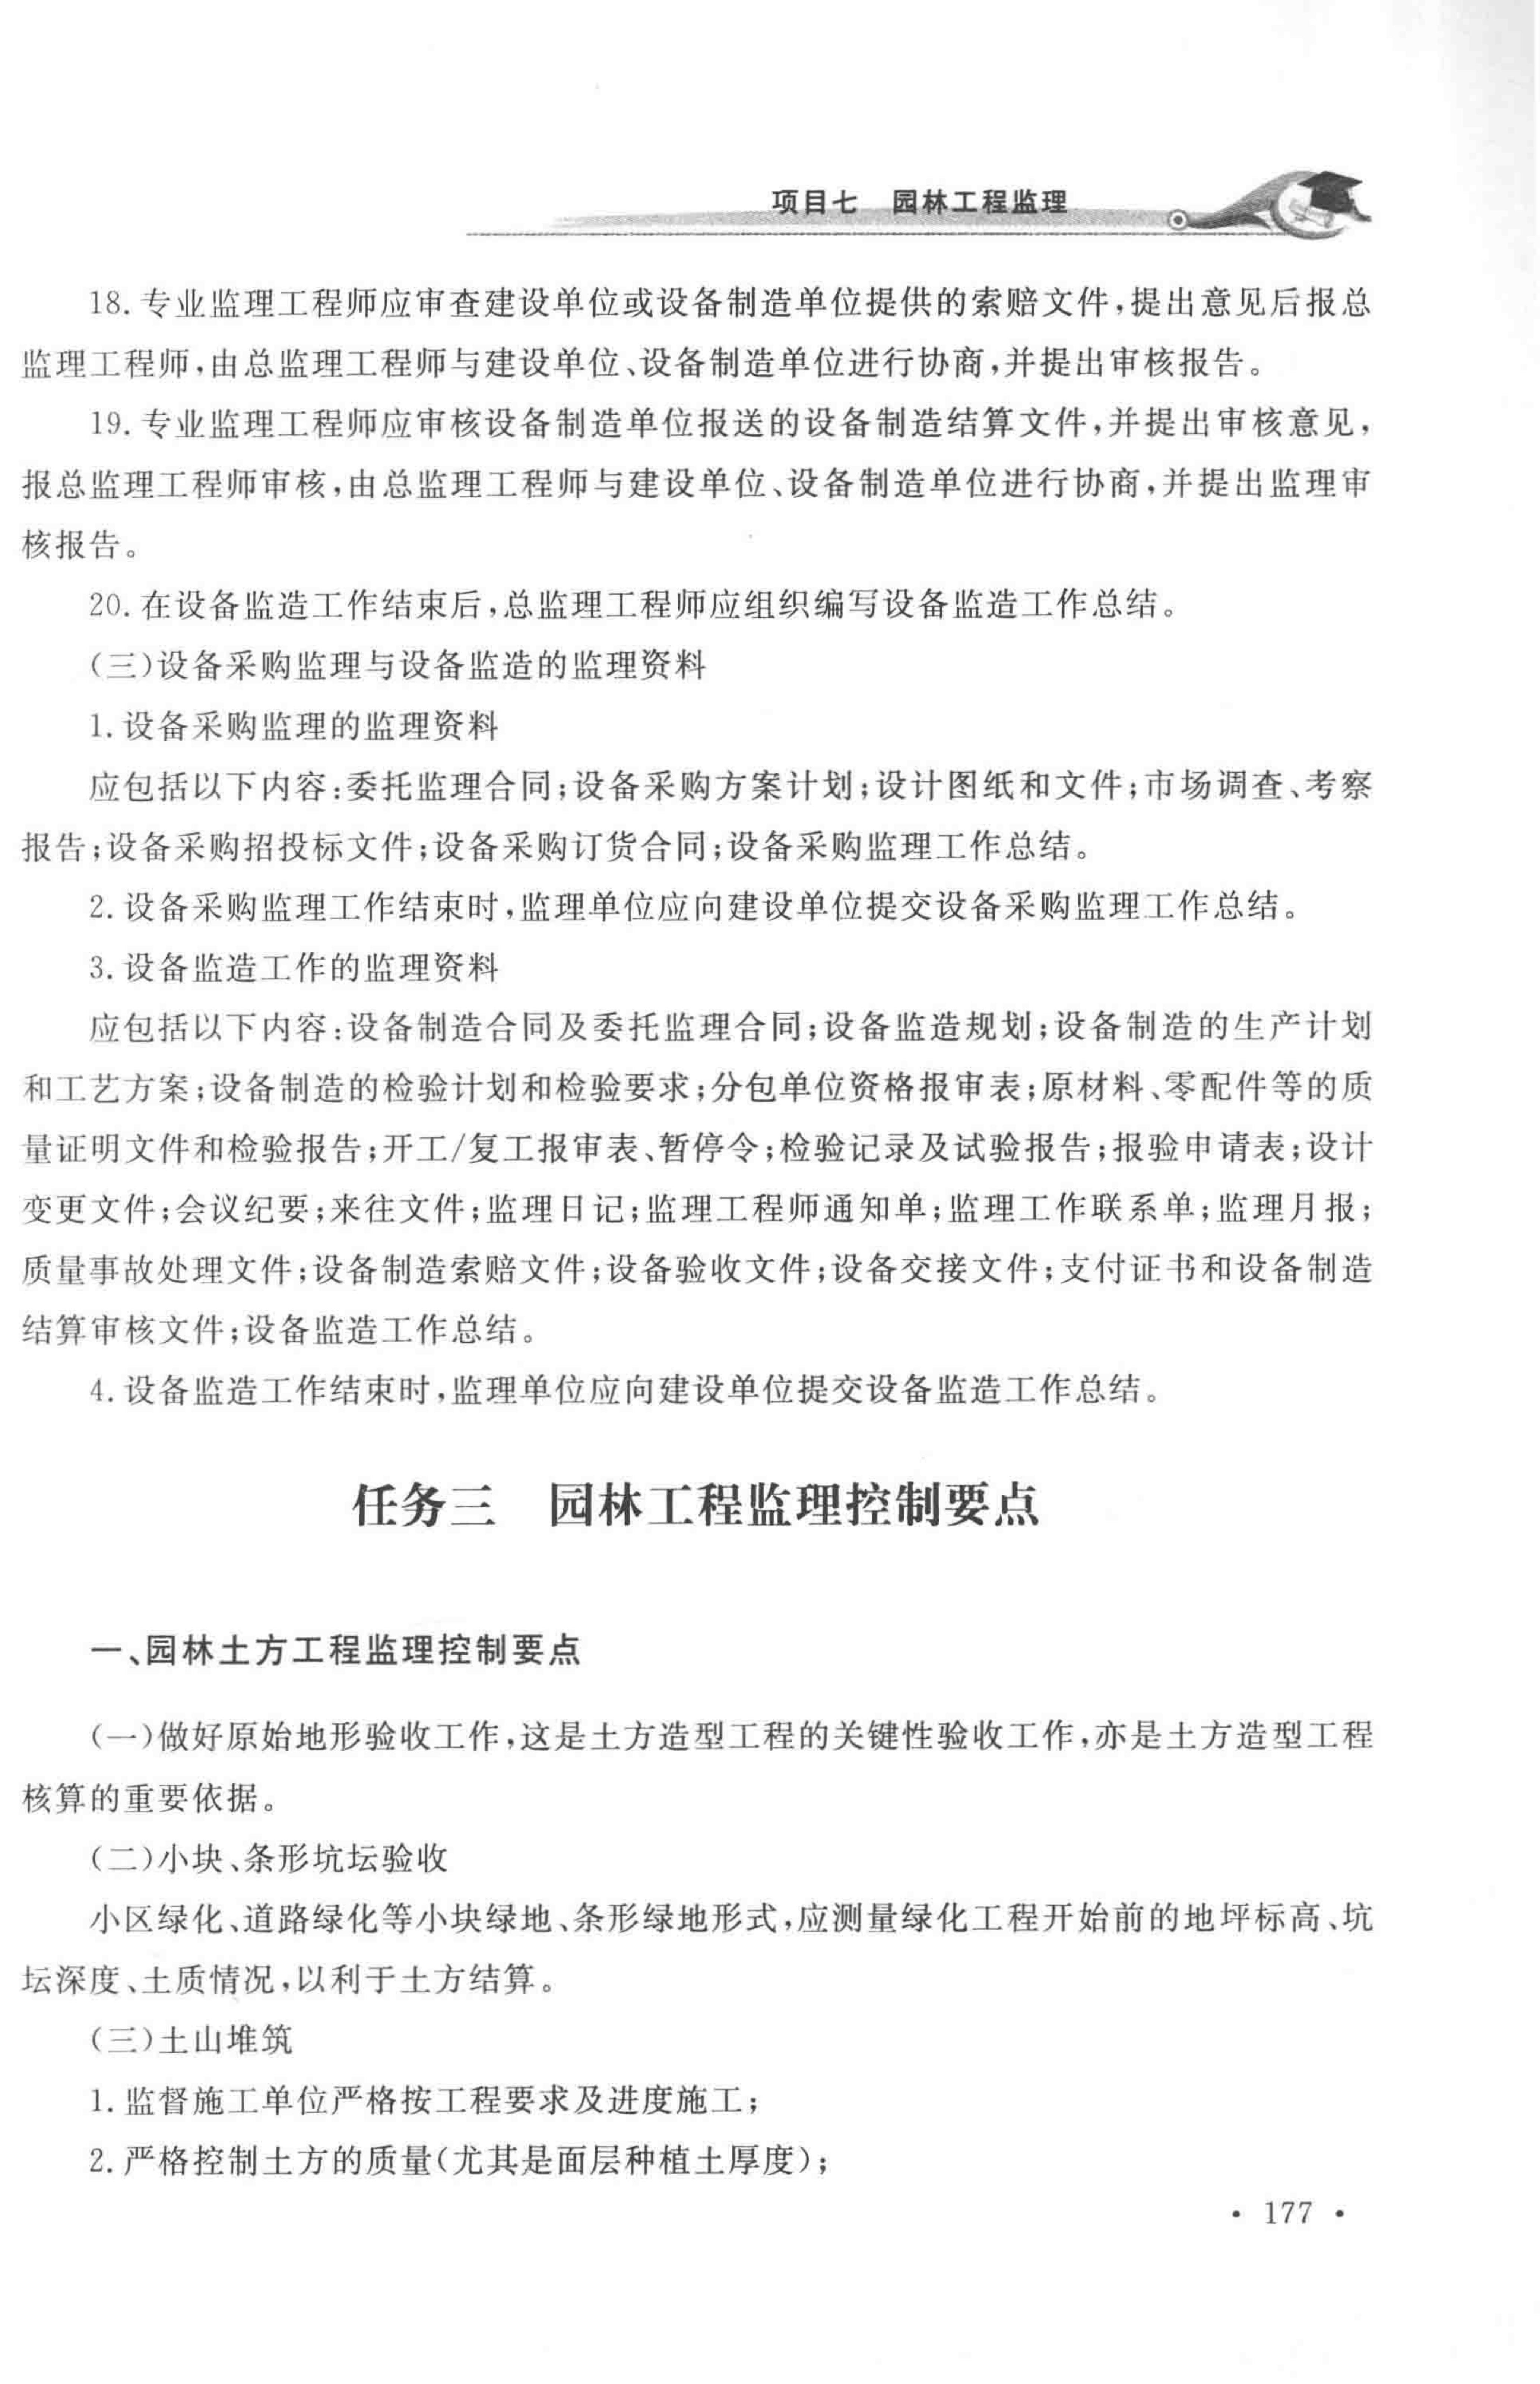 项目七　园林工程监理
18. 专业监理工程师应审查建设单位或设备制造单位提供的索赔文件，提出意见后报总
监理工程师，由总监理工程师与建设单位、设备制造单位进行协商，并提出审核报告。
19. 专业监理工程师应审核设备制造单位报送的设备制造结算文件，并提出审核意见，
报总监理工程师审核，由总监理工程师与建设单位、设备制造单位进行协商，并提出监理审
核报告。
20. 在设备监造工作结束后，总监理工程师应组织编写设备监造工作总结。
（三）设备采购监理与设备监造的监理资料
1. 设备采购监理的监理资料
应包括以下内容：委托监理合同；设备采购方案计划；设计图纸和文件；市场调查、考察
报告；设备采购招投标文件；设备采购订货合同；设备采购监理工作总结。
2. 设备采购监理工作结束时，监理单位应向建设单位提交设备采购监理工作总结。
3. 设备监造工作的监理资料
应包括以下内容：设备制造合同及委托监理合同；设备监造规划；设备制造的生产计划
和工艺方案；设备制造的检验计划和检验要求；分包单位资格报审表；原材料、零配件等的质
量证明文件和检验报告；开工/复工报审表、暂停令；检验记录及试验报告；报验申请表；设计
变更文件；会议纪要；来往文件；监理日记；监理工程师通知单；监理工作联系单；监理月报；
质量事故处理文件；设备制造索赔文件；设备验收文件；设备交接文件；支付证书和设备制造
结算审核文件；设备监造工作总结。
4. 设备监造工作结束时，监理单位应向建设单位提交设备监造工作总结。
任务三　园林工程监理控制要点
一、园林土方工程监理控制要点
（一）做好原始地形验收工作，这是土方造型工程的关键性验收工作，亦是土方造型工程
核算的重要依据。
（二）小块、条形坑坛验收
小区绿化、道路绿化等小块绿地、条形绿地形式，应测量绿化工程开始前的地坪标高、坑
坛深度、土质情况，以利于土方结算。
（三）土山堆筑
1. 监督施工单位严格按工程要求及进度施工；
2. 严格控制土方的质量（尤其是面层种植土厚度）；
• 177 •